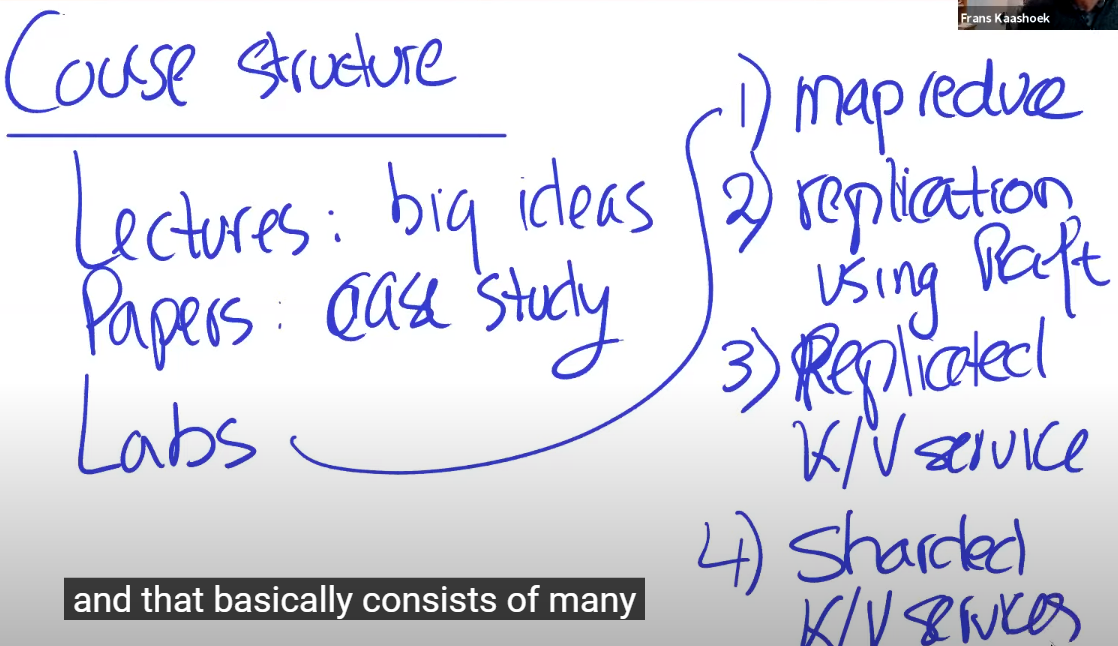 Frans Kaashoek
Couse structure
Lectures: big ideas
Papers: case study
Labs
1) mapreduce
2) replication
using Raft
3) Replicated
K/V service
4) Sharded
K/V services
and that basically consists of many